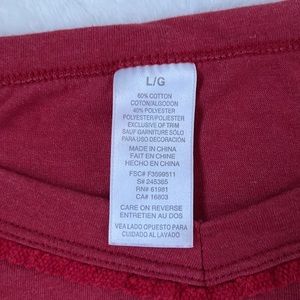 L/G
60% COTTON
COTON/ALGODON
40% POLYESTER
POLYESTER/POLIESTER
EXCLUSIVE OF TRIM
SAUF GARNITURE SÓLO
PARA USO DECORACIÓN
MADE IN CHINA
FAIT EN CHINE
HECHO EN CHINA
FSC# F3599511
S# 245365
RN# 61981
CA# 16803
CARE ON REVERSE
ENTRETIEN AU DOS
VEA LADO OPUESTO PARA
CUIDADO AL LAVADO